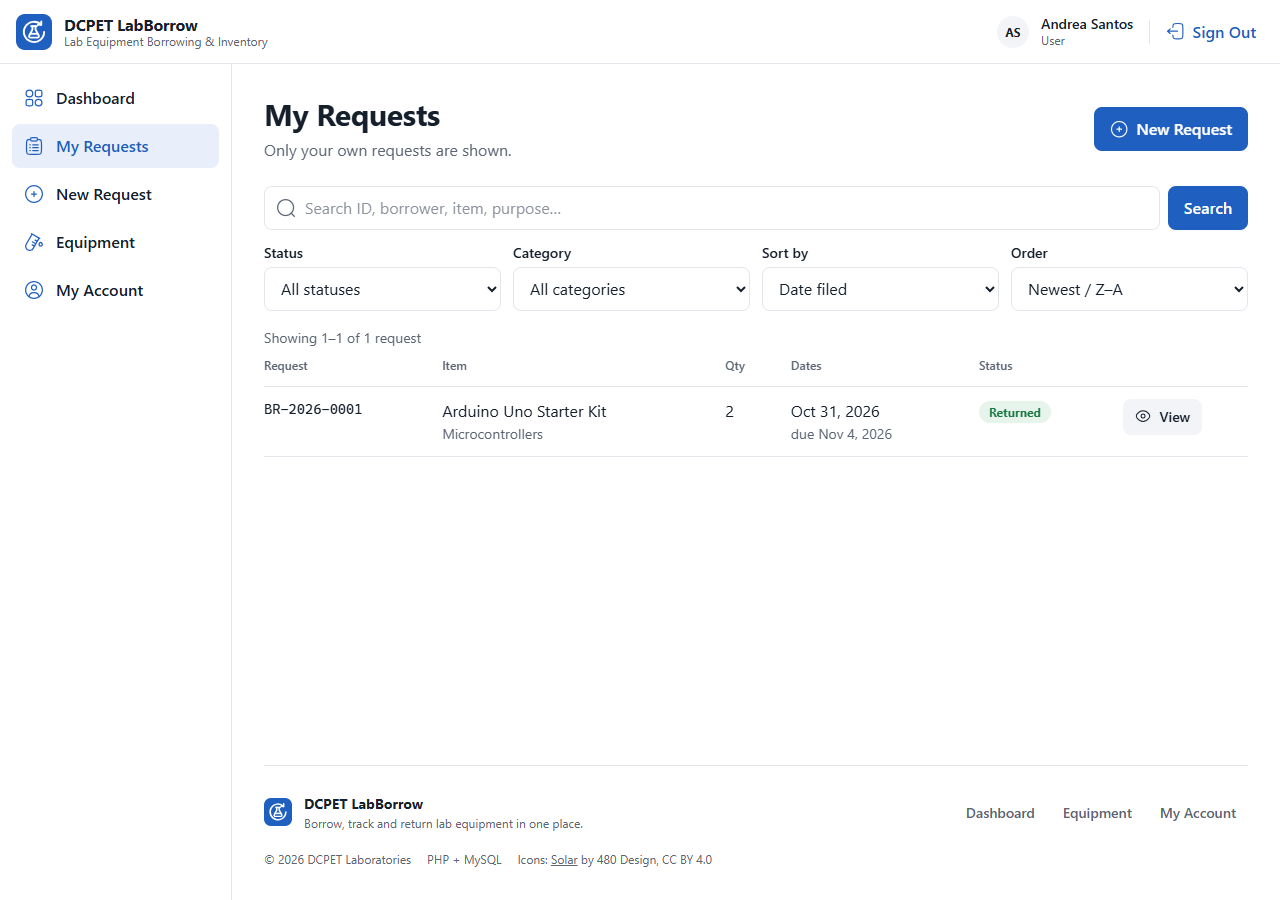 DCPET LabBorrow
Lab Equipment Borrowing & Inventory
AS
Andrea Santos
User
Sign Out
Dashboard
My Requests
New Request
Equipment
My Account
My Requests
Only your own requests are shown.
New Request
Search ID, borrower, item, purpose...
Search
Status
Category
Sort by
Order
All statuses
All categories
Date filed
Newest / Z–A
Showing 1–1 of 1 request
Request Item Qty Dates Status
BR-2026-0001 Arduino Uno Starter Kit 2 Oct 31, 2026 Returned View
Microcontrollers due Nov 4, 2026
DCPET LabBorrow
Borrow, track and return lab equipment in one place.
Dashboard Equipment My Account
© 2026 DCPET Laboratories PHP + MySQL Icons: Solar by 480 Design, CC BY 4.0